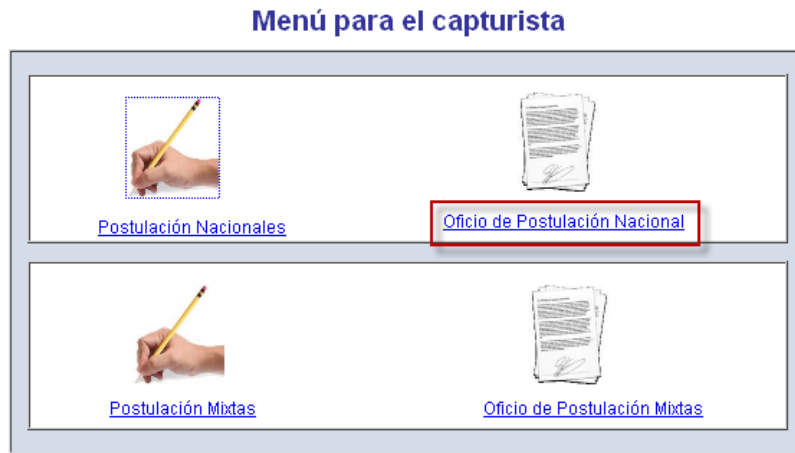 Menú para el capturista
Postulación Nacionales
Oficio de Postulación Nacional
Postulación Mixtas
Oficio de Postulación Mixtas